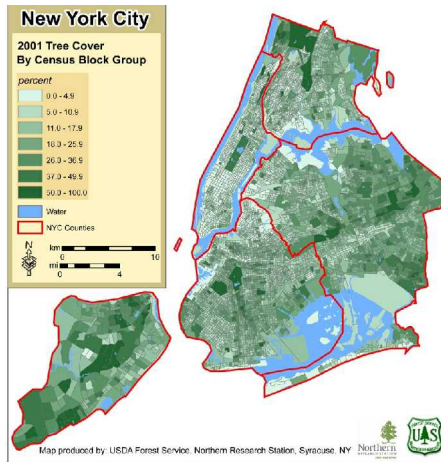 New York City
2001 Tree Cover
By Census Block Group
percent
0.0 - 4.9
5.0 - 10.9
11.0 - 17.9
18.0 - 25.9
26.0 - 36.9
37.0 - 49.9
50.0 - 100.0
Water
NYC Counties
N
km
0 10
mi
0 4
Map produced by: USDA Forest Service, Northern Research Station, Syracuse, NY
Northern
RESEARCH STATION
U S